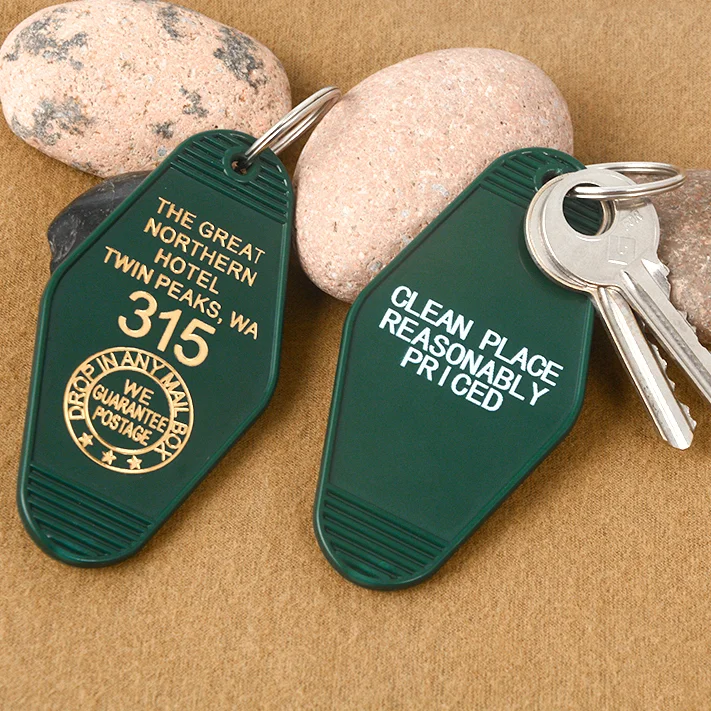 THE GREAT
NORTHERN
HOTEL
TWIN PEAKS, WA
315
DROP IN ANY MAIL BOX
WE
GUARANTEE
POSTAGE
CLEAN PLACE
REASONABLY
PRICED